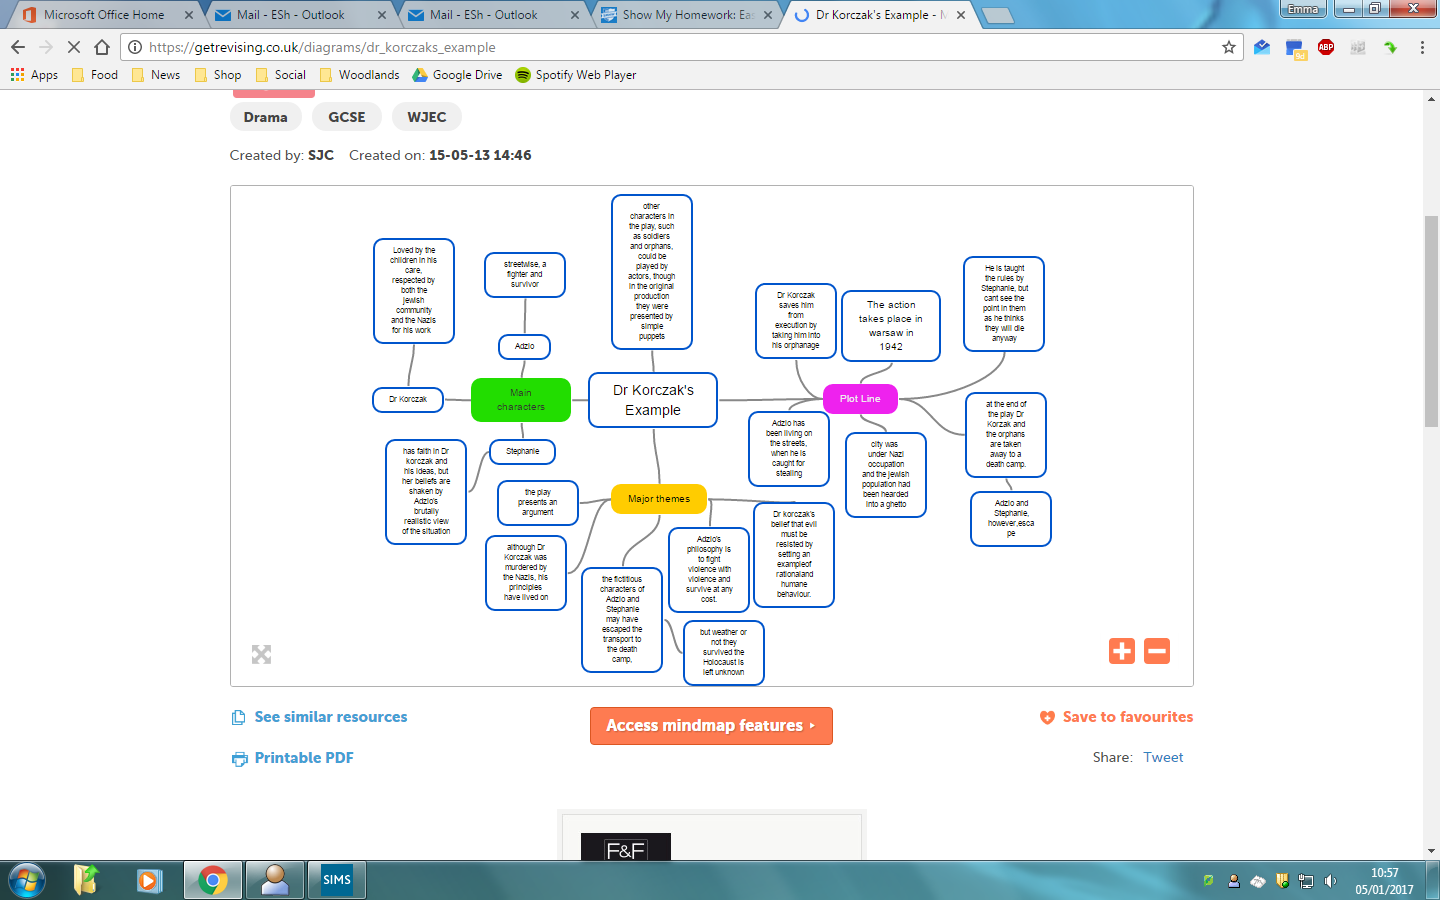 Microsoft Office Home
Mail - ESh - Outlook
Mail - ESh - Outlook
Show My Homework: Eas
Dr Korczak's Example - M
Emma
https://getrevising.co.uk/diagrams/dr_korczaks_example
ABP
Apps
Food
News
Shop
Social
Woodlands
Google Drive
Spotify Web Player
Drama
GCSE
WJEC
Created by: SJC
Created on: 15-05-13 14:46
Loved by the
children in his
care,
respected by
both the
jewish
community
and the Nazis
for his work
streetwise, a
fighter and
survivor
other
characters in
the play, such
as soldiers
and orphans,
could be
played by
actors, though
in the original
production
they were
presented by
simple
puppets
Dr Korczak
saves him
from
execution by
taking him into
his orphanage
The action
takes place in
warsaw in
1942
He is taught
the rules by
Stephanie, but
cant see the
point in them
as he thinks
they will die
anyway
Adzio
Dr Korczak
Main
characters
Dr Korczak's
Example
Plot Line
Stephanie
has faith in Dr
korczak and
his ideas, but
her beliefs are
shaken by
Adzio's
brutally
realistic view
of the situation
Adzio has
been living on
the streets,
when he is
caught for
stealing
city was
under Nazi
occupation
and the jewish
population had
been hearded
into a ghetto
at the end of
the play Dr
Korzak and
the orphans
are taken
away to a
death camp.
Adzio and
Stephanie,
however,esca
pe
the play
presents an
argument
Major themes
although Dr
Korczak was
murdered by
the Nazis, his
principles
have lived on
the fictitious
characters of
Adzio and
Stephanie
may have
escaped the
transport to
the death
camp,
Adzio's
philosophy is
to fight
violence with
violence and
survive at any
cost.
Dr korczak's
belief that evil
must be
resisted by
setting an
exampleof
rationaland
humane
behaviour,
but weather or
not they
survived the
Holocaust is
left unknown
See similar resources
Access mindmap features
Save to favourites
Printable PDF
Share: Tweet
F&F
SIMS
10:57
05/01/2017